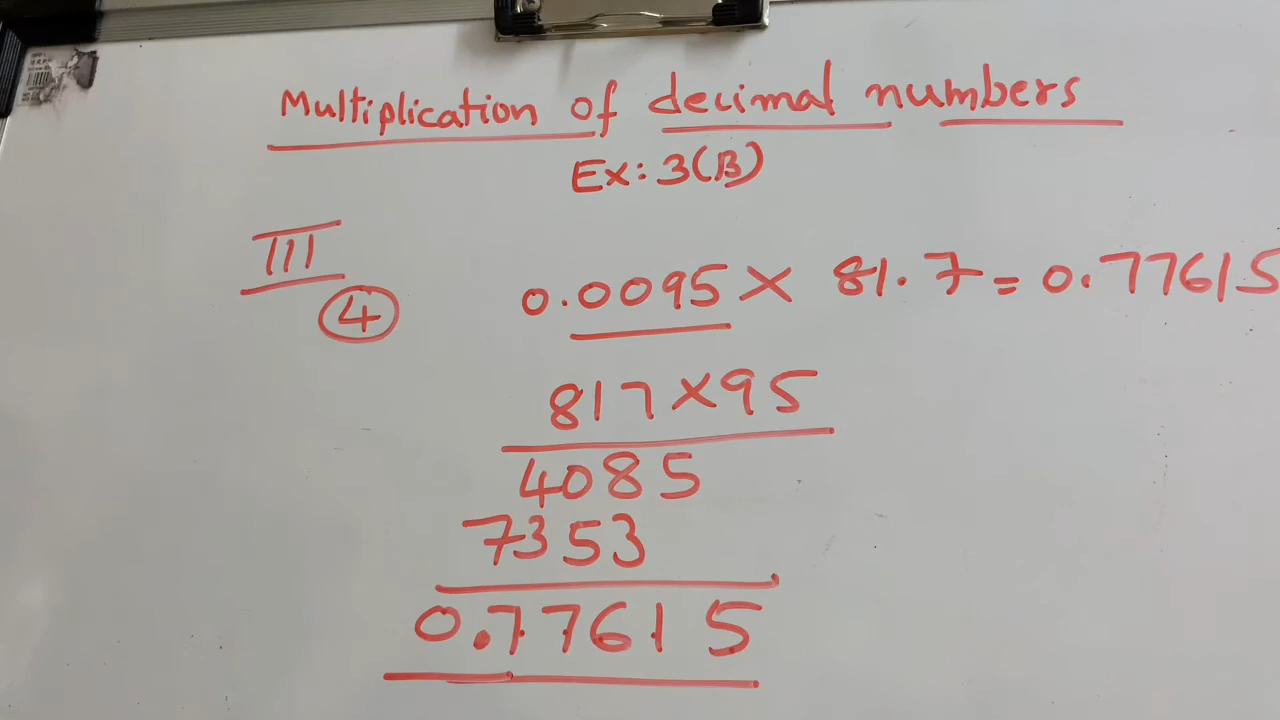 Multiplication of decimal numbers
Ex: 3(B)
III
4
0.0095 × 81.7 = 0.77615
817 × 95
4085
7353
0.77615